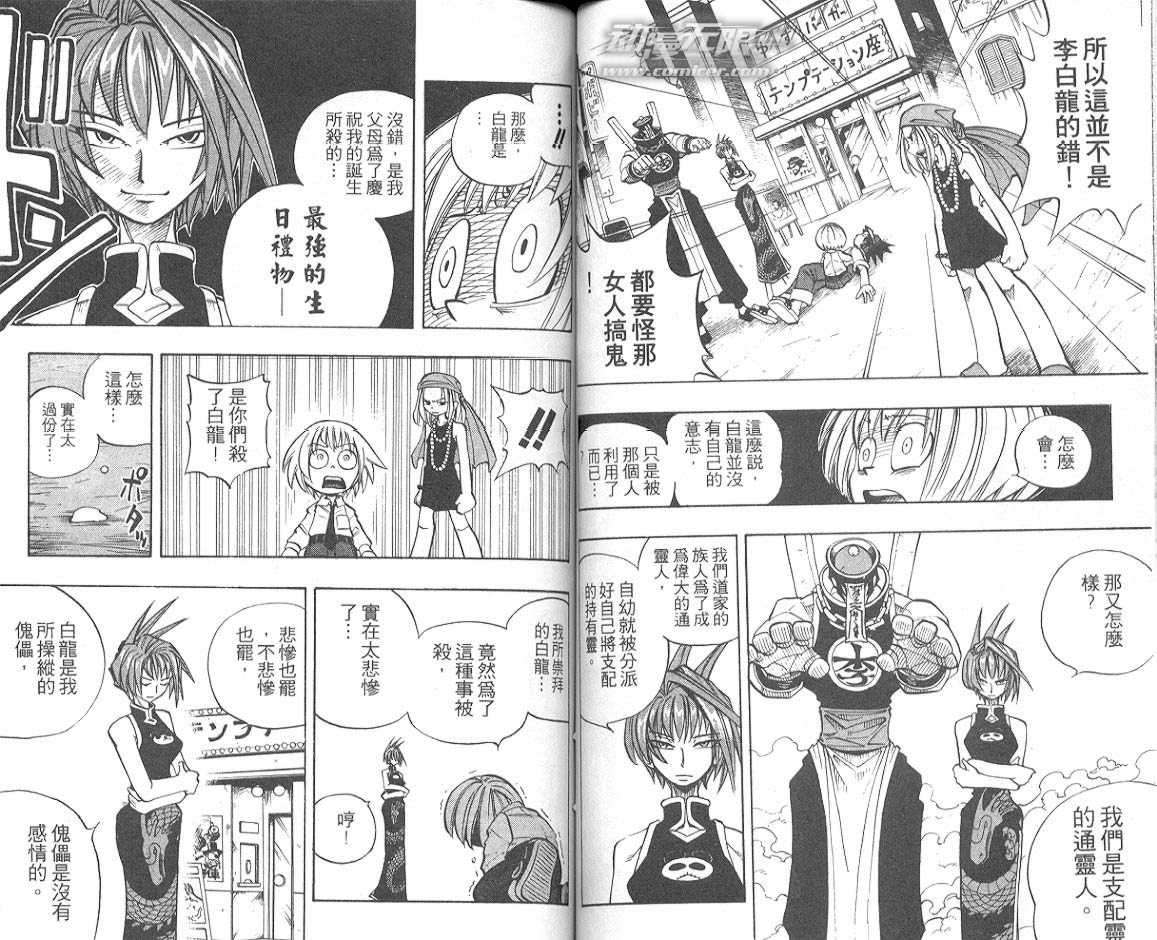 动漫无限
www.comicer.com
バーガー
テンプテーション座
所以這並不是
李白龍的錯！
都要怪那
女人搞鬼
！
怎麼
會…
這麼說，
白龍並沒
有自己的
意志，
只是被
那個人
利用了
而已…
？
那又怎麼
樣？
我們是支配靈
的通靈人。
我們道家的
族人為了成
為偉大的通
靈人，
自幼就被分派
好自己將支配
的持有靈。
李
…!!
那麼，
白龍是
…
沒錯，是我
父母為了慶
祝我的誕生
所殺的…
最強的生
日禮物——
!!
是你們殺
了白龍！
怎麼
這樣…
實在太
過份了…
ポタッ
我所崇拜
的白龍…
竟然為了
這種事被
殺，
實在太悲慘
了…
哼！
悲慘也罷
，不悲慘
也罷，
白龍是我
所操縱的
傀儡，
傀儡是沒有
感情的。